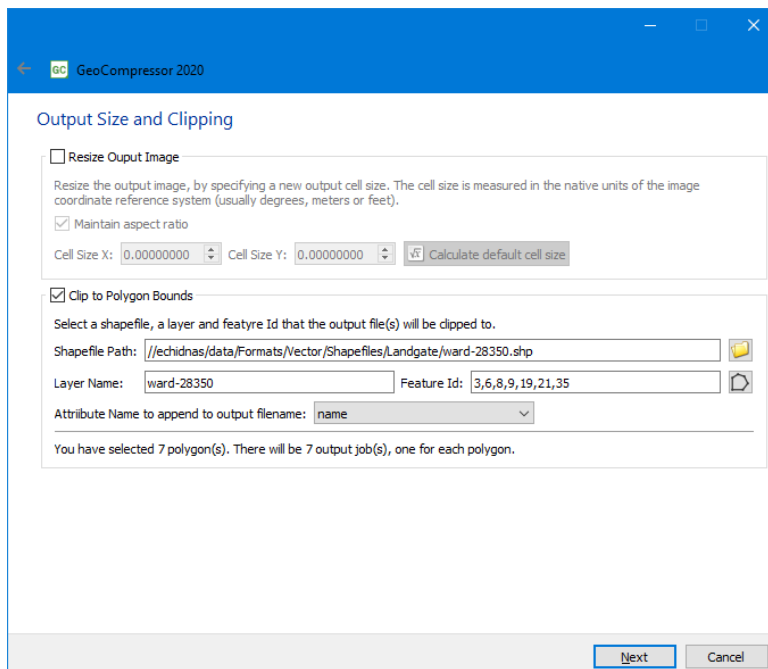 GC GeoCompressor 2020
Output Size and Clipping
Resize Ouput Image
Resize the output image, by specifying a new output cell size. The cell size is measured in the native units of the image
coordinate reference system (usually degrees, meters or feet).
Maintain aspect ratio
Cell Size X: 0.00000000 Cell Size Y: 0.00000000 √x Calculate default cell size
Clip to Polygon Bounds
Select a shapefile, a layer and featyre Id that the output file(s) will be clipped to.
Shapefile Path: //echidnas/data/Formats/Vector/Shapefiles/Landgate/ward-28350.shp
Layer Name: ward-28350 Feature Id: 3,6,8,9,19,21,35
Attriibute Name to append to output filename: name
You have selected 7 polygon(s). There will be 7 output job(s), one for each polygon.
Next Cancel